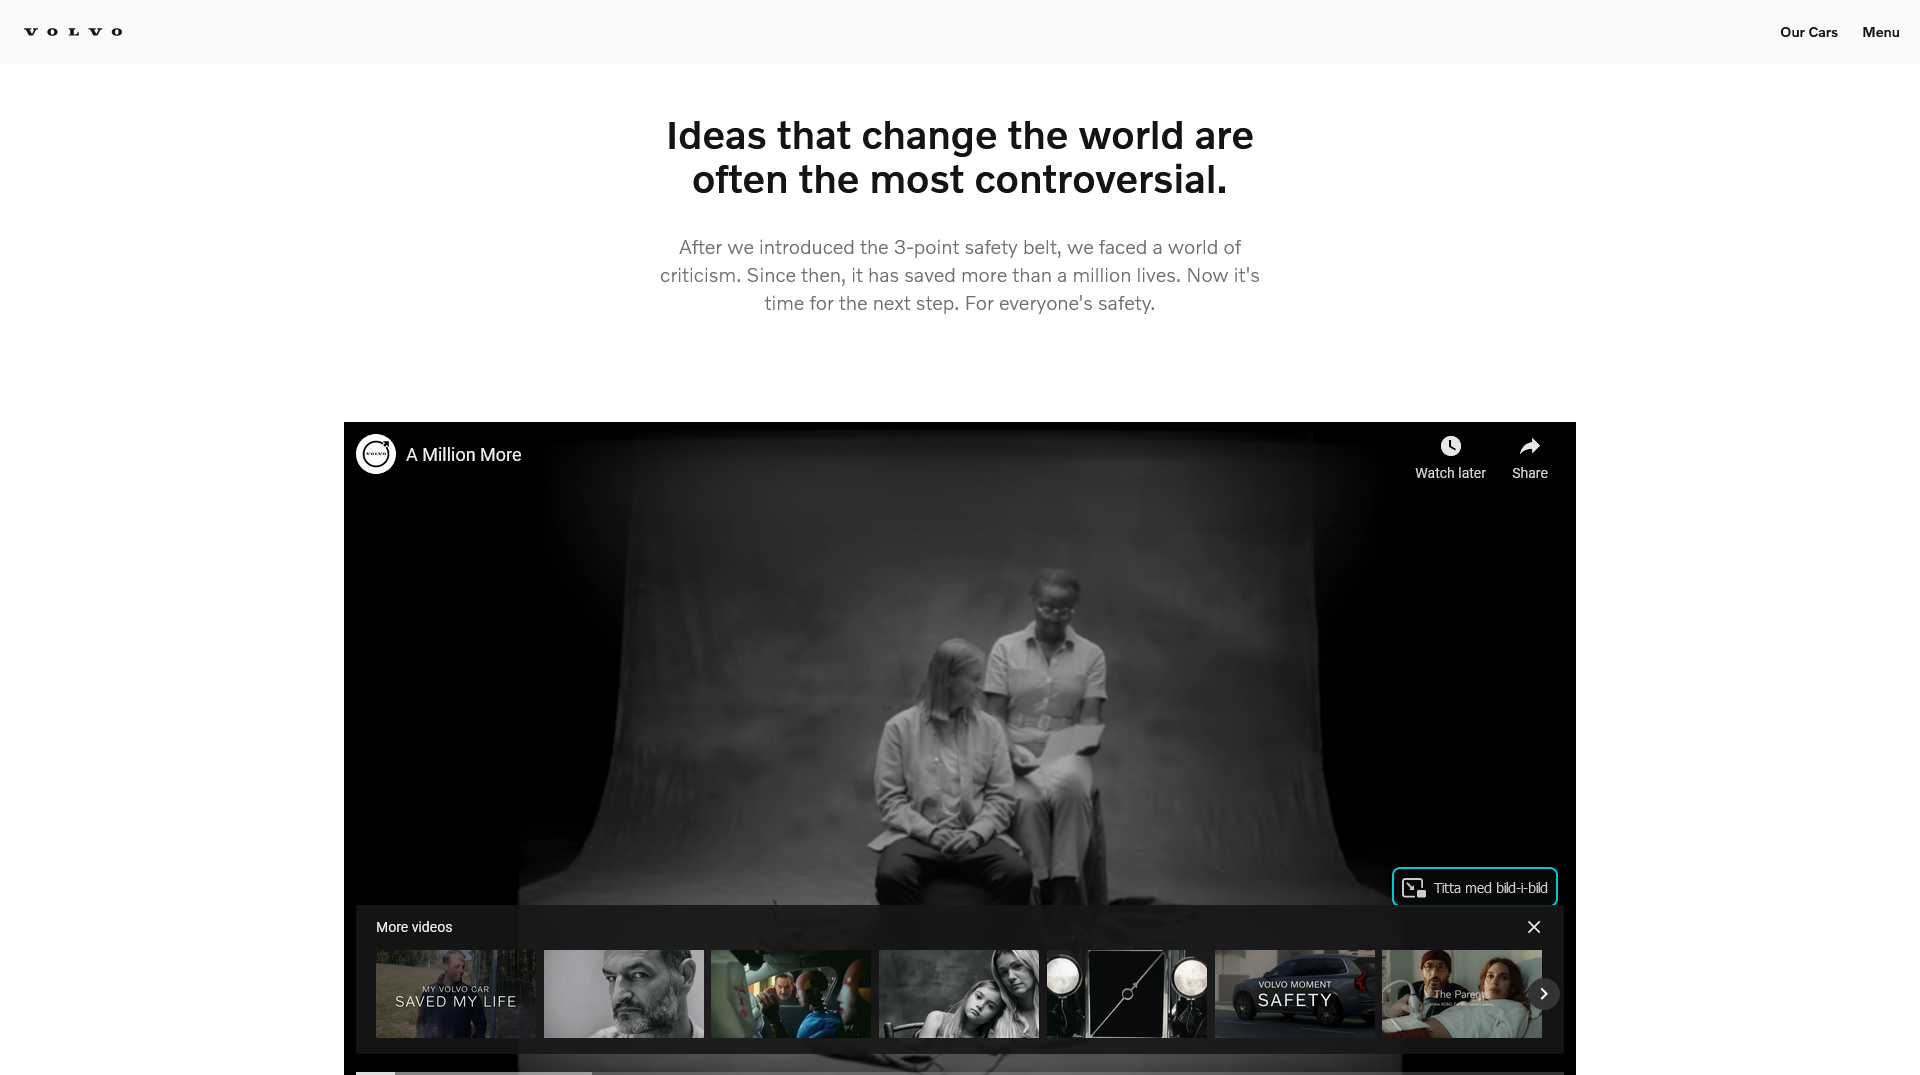 VOLVO
Our Cars
Menu
Ideas that change the world are
often the most controversial.
After we introduced the 3-point safety belt, we faced a world of
criticism. Since then, it has saved more than a million lives. Now it's
time for the next step. For everyone's safety.
VOLVO
A Million More
Watch later
Share
Titta med bild-i-bild
More videos
MY VOLVO CAR
SAVED MY LIFE
VOLVO MOMENT
SAFETY
The Parents